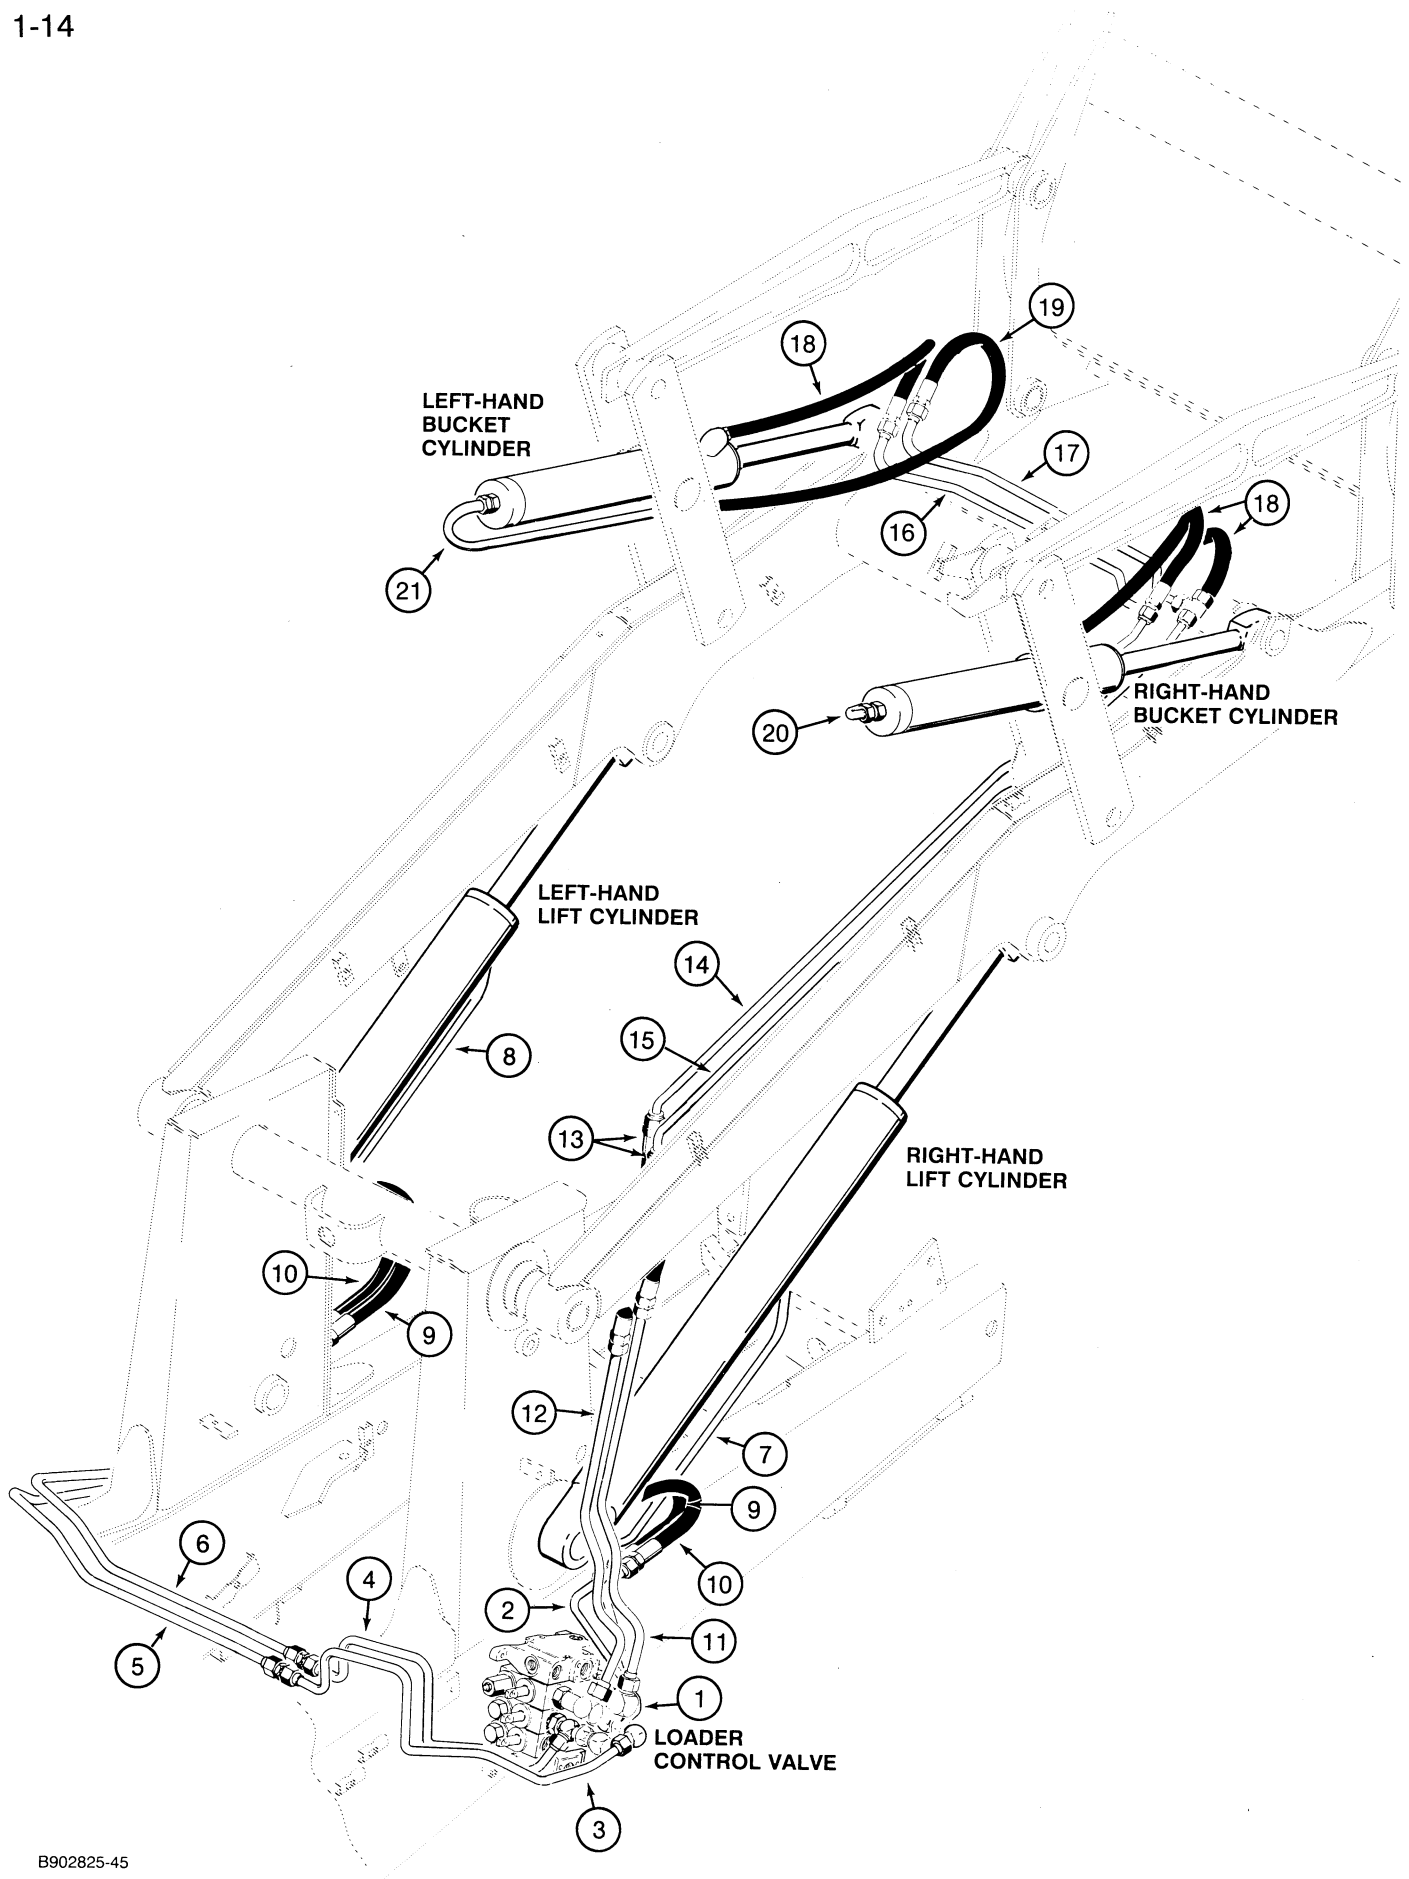 1-14
19
18
LEFT-HAND
BUCKET
CYLINDER
17
18
16
21
RIGHT-HAND
BUCKET CYLINDER
20
LEFT-HAND
LIFT CYLINDER
14
15
8
13
RIGHT-HAND
LIFT CYLINDER
10
9
12
7
9
6
4
10
2
11
5
1
LOADER
CONTROL VALVE
3
B902825-45